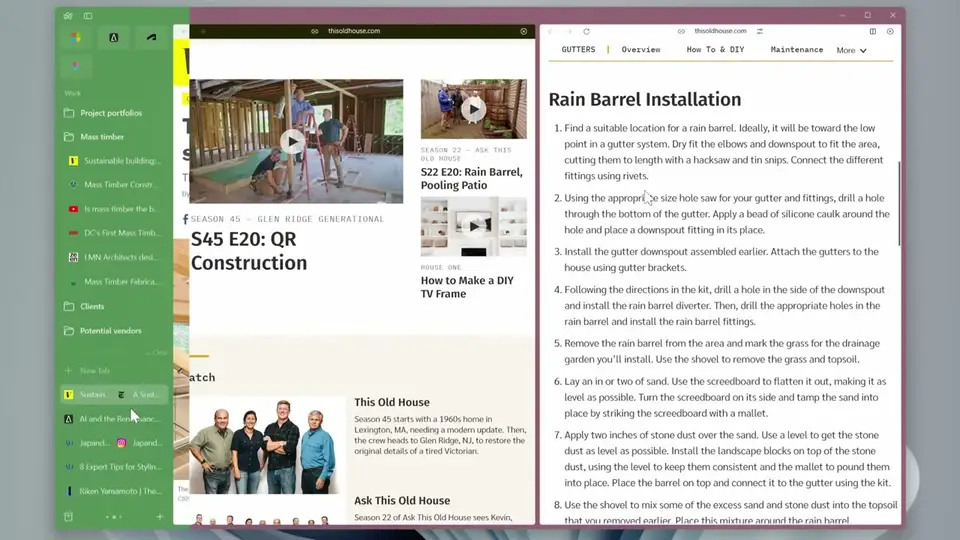 Work
Project portfolios
Mass timber
Sustainable building:...
Mass Timber Constr...
Is mass timber the b...
DC's First Mass Timb...
LMN Architects desi...
Mass Timber Fabrica...
Clients
Potential vendors
Clear
New Tab
Sustain...
A Sust...
AI and the Ren
Japand...
Japand...
8 Expert Tips for Stylin...
Riken Yamamoto | The...
thisoldhouse.com
SEASON 45 – GLEN RIDGE GENERATIONAL
S45 E20: QR
Construction
SEASON 22 – ASK THIS
OLD HOUSE
S22 E20: Rain Barrel,
Pooling Patio
HOUSE ONE
How to Make a DIY
TV Frame
atch
This Old House
Season 45 starts with a 1960s home in
Lexington, MA, needing a modern update. Then,
the crew heads to Glen Ridge, NJ, to restore the
original details of a tired Victorian.
Ask This Old House
Season 22 of Ask This Old House sees Kevin,
thisoldhouse.com
GUTTERS | Overview How To & DIY Maintenance More
Rain Barrel Installation
1. Find a suitable location for a rain barrel. Ideally, it will be toward the low
point in a gutter system. Dry fit the elbows and downspout to fit the area,
cutting them to length with a hacksaw and tin snips. Connect the different
fittings using rivets.
2. Using the appropriate size hole saw for your gutter and fittings, drill a hole
through the bottom of the gutter. Apply a bead of silicone caulk around the
hole and place a downspout fitting in its place.
3. Install the gutter downspout assembled earlier. Attach the gutters to the
house using gutter brackets.
4. Following the directions in the kit, drill a hole in the side of the downspout
and install the rain barrel diverter. Then, drill the appropriate holes in the
rain barrel and install the rain barrel fittings.
5. Remove the rain barrel from the area and mark the grass for the drainage
garden you'll install. Use the shovel to remove the grass and topsoil.
6. Lay an in or two of sand. Use the screedboard to flatten it out, making it as
level as possible. Turn the screedboard on its side and tamp the sand into
place by striking the screedboard with a mallet.
7. Apply two inches of stone dust over the sand. Use a level to get the stone
dust as level as possible. Install the landscape blocks on top of the stone
dust, using the level to keep them consistent and the mallet to pound them
into place. Place the barrel on top and connect it to the gutter using the kit.
8. Use the shovel to mix some of the excess sand and stone dust into the topsoil
that you removed earlier. Place this mixture around the rain barrel.